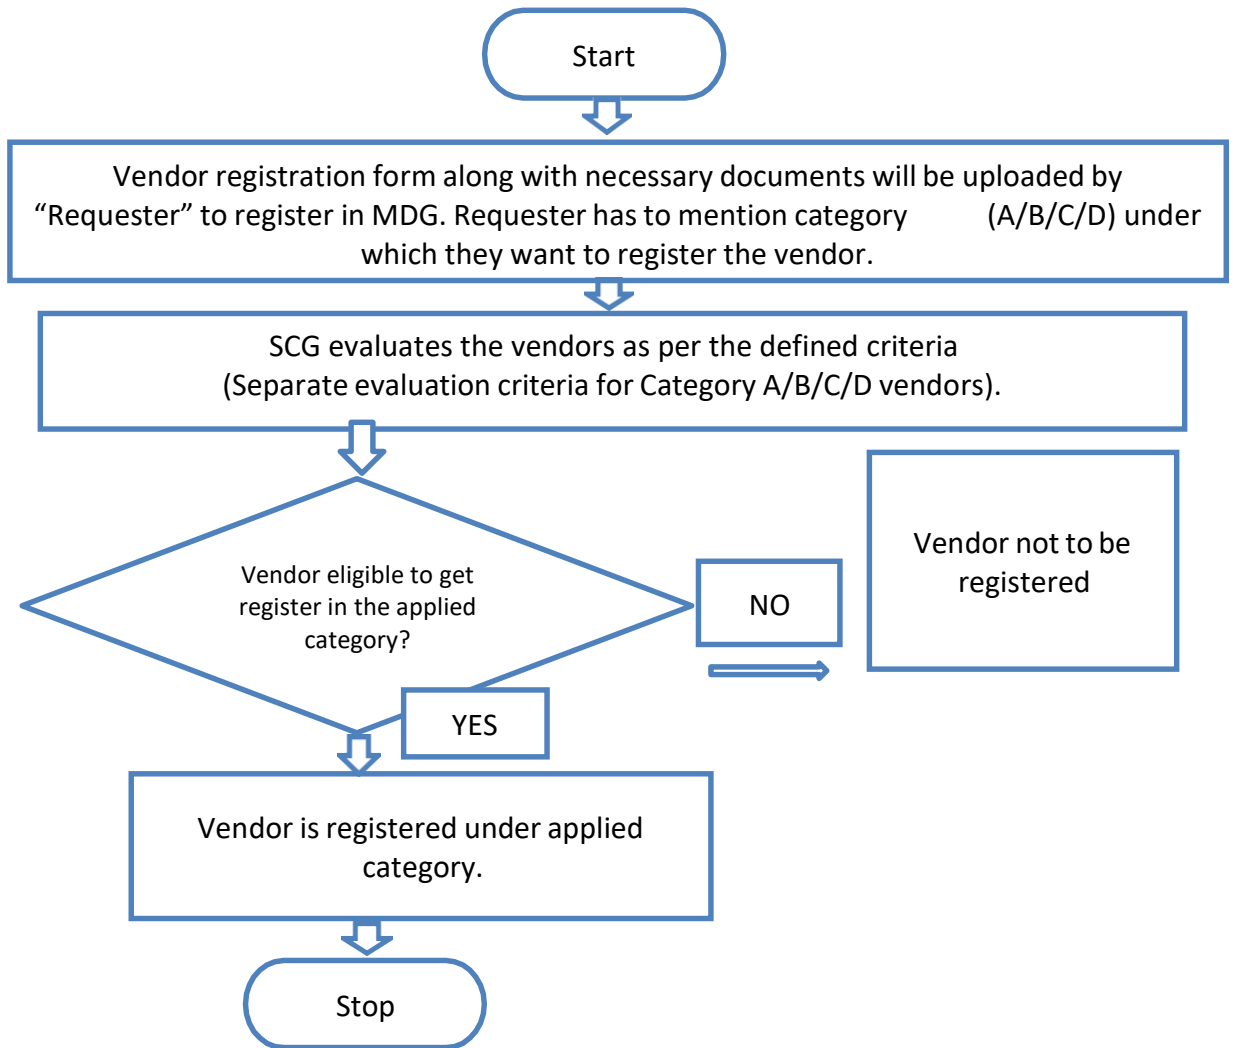 Start
Vendor registration form along with necessary documents will be uploaded by
“Requester” to register in MDG. Requester has to mention category (A/B/C/D) under
which they want to register the vendor.
SCG evaluates the vendors as per the defined criteria
(Separate evaluation criteria for Category A/B/C/D vendors).
Vendor eligible to get
register in the applied
category?
NO
Vendor not to be
registered
YES
Vendor is registered under applied
category.
Stop